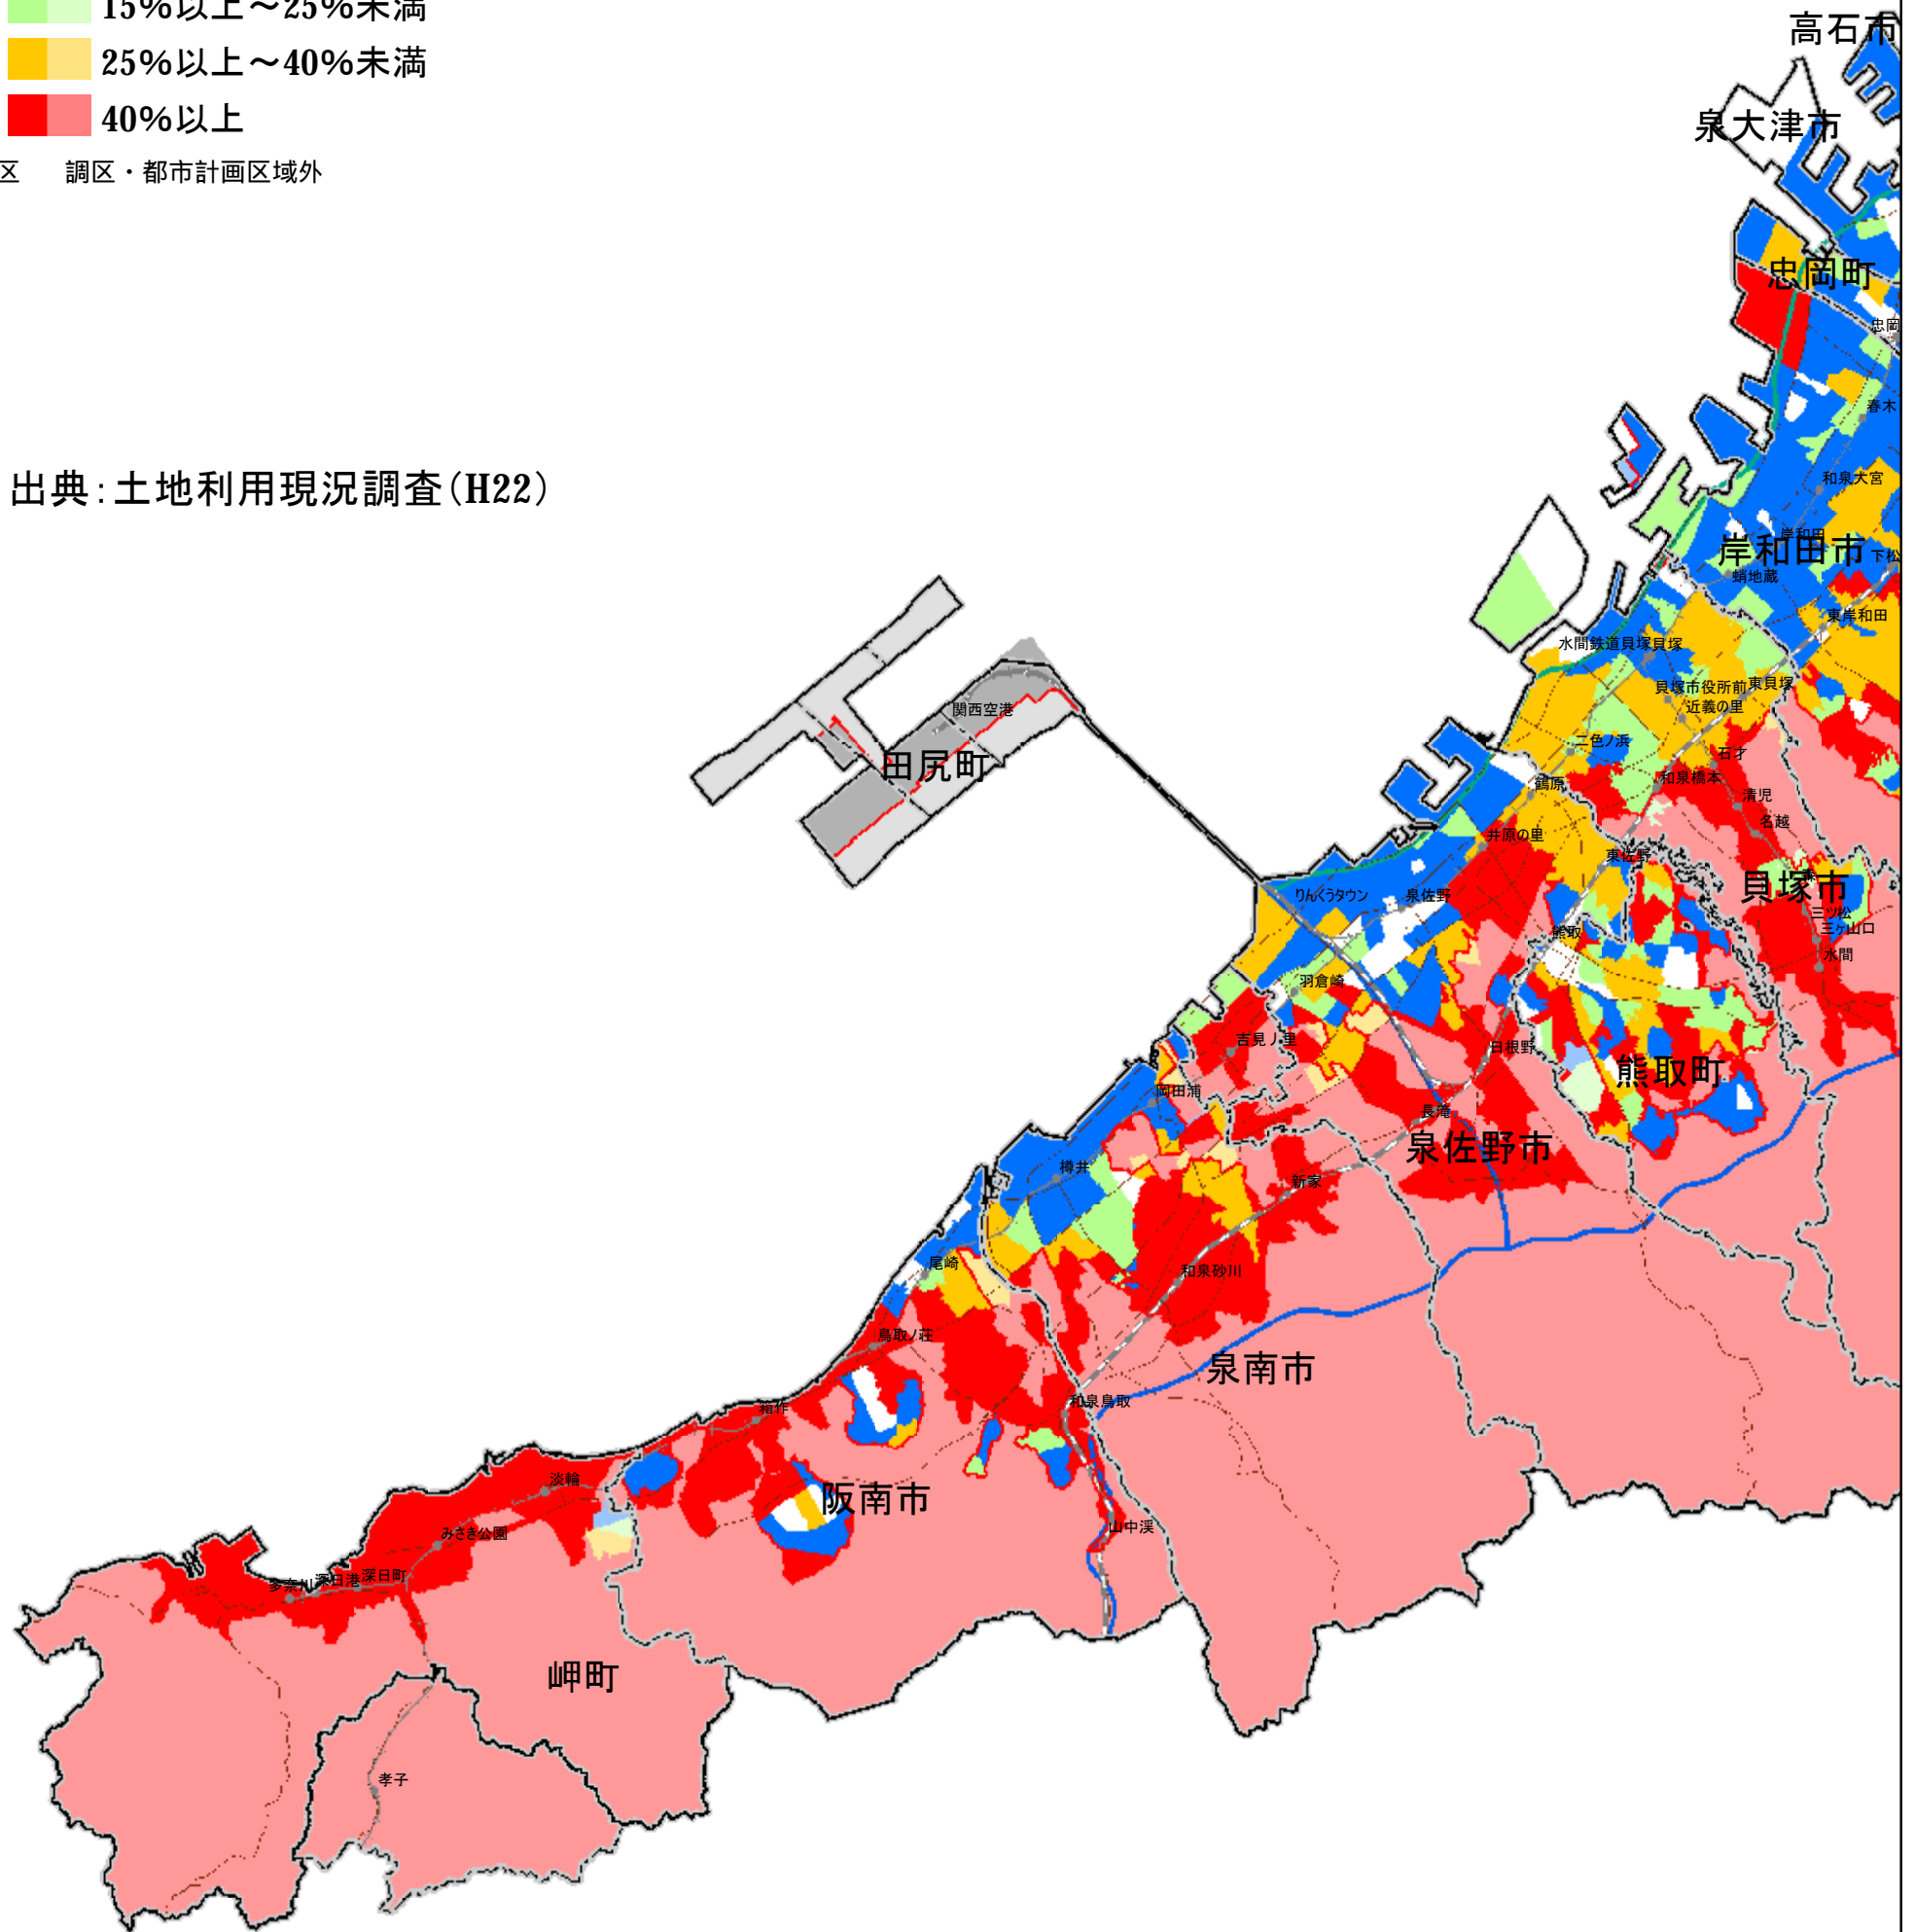 15%以上～25%未満
25%以上～40%未満
40%以上
区 調区・都市計画区域外
出典:土地利用現況調査(H22)
高石市
泉大津市
忠岡町
忠岡
春木
和泉大宮
岸和田
岸和田市
下松
蛸地蔵
東岸和田
水間鉄道貝塚
貝塚
貝塚市役所前
東貝塚
近義の里
二色ノ浜
石才
和泉橋本
鶴原
清児
名越
井原の里
東佐野
森
貝塚市
三ツ松
三ケ山口
水間
関西空港
田尻町
りんくうタウン
泉佐野
熊取
羽倉崎
吉見ノ里
日根野
熊取町
岡田浦
長滝
泉佐野市
樽井
新家
尾崎
和泉砂川
鳥取ノ荘
泉南市
和泉鳥取
箱作
淡輪
阪南市
山中渓
みさき公園
多奈川
深日港
深日町
岬町
孝子